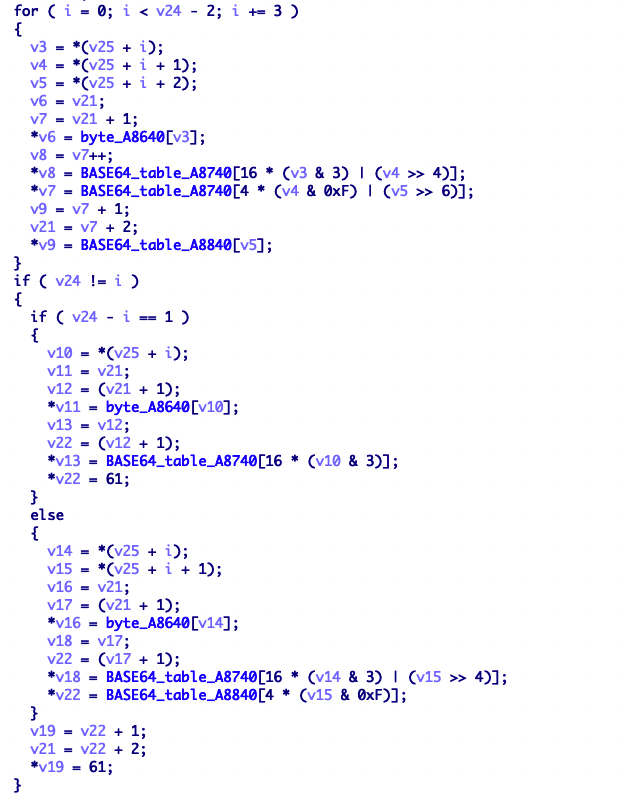 for ( i = 0; i < v24 - 2; i += 3 )
{
  v3 = *(v25 + i);
  v4 = *(v25 + i + 1);
  v5 = *(v25 + i + 2);
  v6 = v21;
  v7 = v21 + 1;
  *v6 = byte_A8640[v3];
  v8 = v7++;
  *v8 = BASE64_table_A8740[16 * (v3 & 3) | (v4 >> 4)];
  *v7 = BASE64_table_A8740[4 * (v4 & 0xF) | (v5 >> 6)];
  v9 = v7 + 1;
  v21 = v7 + 2;
  *v9 = BASE64_table_A8840[v5];
}
if ( v24 != i )
{
  if ( v24 - i == 1 )
  {
    v10 = *(v25 + i);
    v11 = v21;
    v12 = (v21 + 1);
    *v11 = byte_A8640[v10];
    v13 = v12;
    v22 = (v12 + 1);
    *v13 = BASE64_table_A8740[16 * (v10 & 3)];
    *v22 = 61;
  }
  else
  {
    v14 = *(v25 + i);
    v15 = *(v25 + i + 1);
    v16 = v21;
    v17 = (v21 + 1);
    *v16 = byte_A8640[v14];
    v18 = v17;
    v22 = (v17 + 1);
    *v18 = BASE64_table_A8740[16 * (v14 & 3) | (v15 >> 4)];
    *v22 = BASE64_table_A8840[4 * (v15 & 0xF)];
  }
  v19 = v22 + 1;
  v21 = v22 + 2;
  *v19 = 61;
}